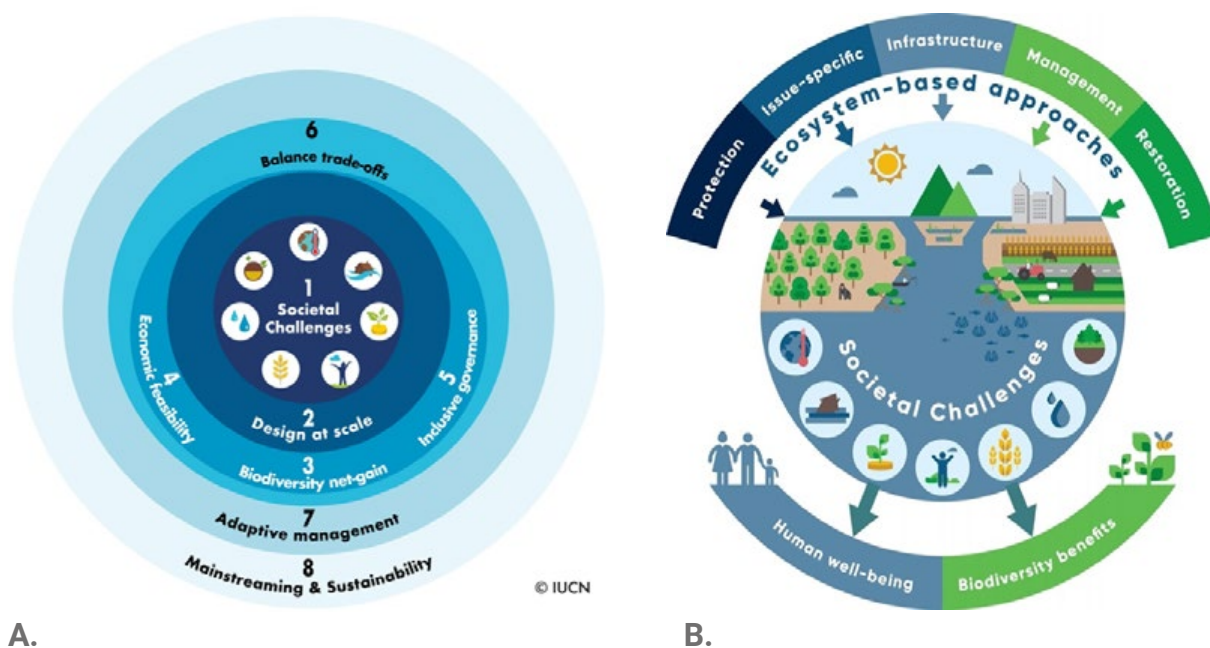 6
Balance trade-offs
1
Societal
Challenges
4
Economic feasibility
5
Inclusive governance
2
Design at scale
3
Biodiversity net-gain
7
Adaptive management
8
Mainstreaming & Sustainability
© IUCN
A.
Protection
Issue-specific
Infrastructure
Management
Restoration
Ecosystem-based approaches
Societal Challenges
Human well-being
Biodiversity benefits
B.